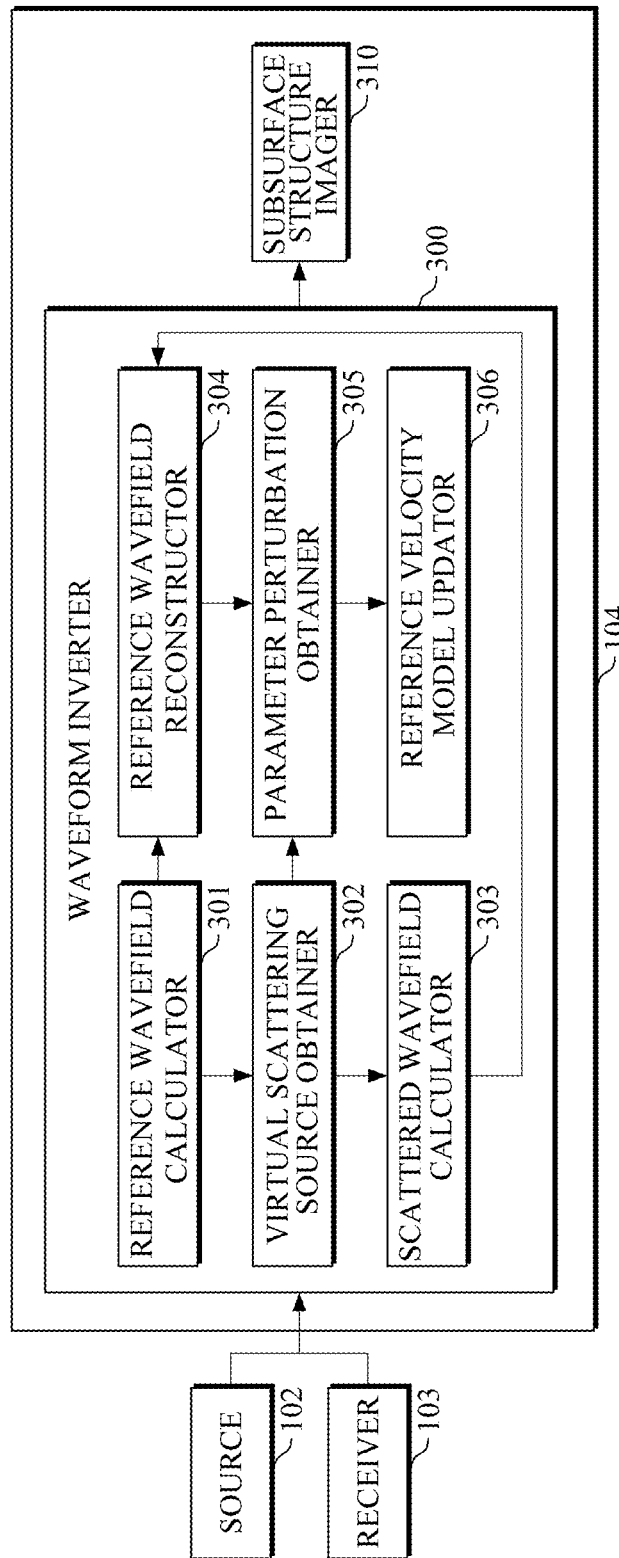 SOURCE
102
RECEIVER
103
WAVEFORM INVERTER
REFERENCE WAVEFIELD
CALCULATOR
301
VIRTUAL SCATTERING
SOURCE OBTAINER
302
SCATTERED WAVEFIELD
CALCULATOR
303
REFERENCE WAVEFIELD
RECONSTRUCTOR
304
PARAMETER PERTURBATION
OBTAINER
305
REFERENCE VELOCITY
MODEL UPDATOR
306
300
SUBSURFACE
STRUCTURE
IMAGER
310
104